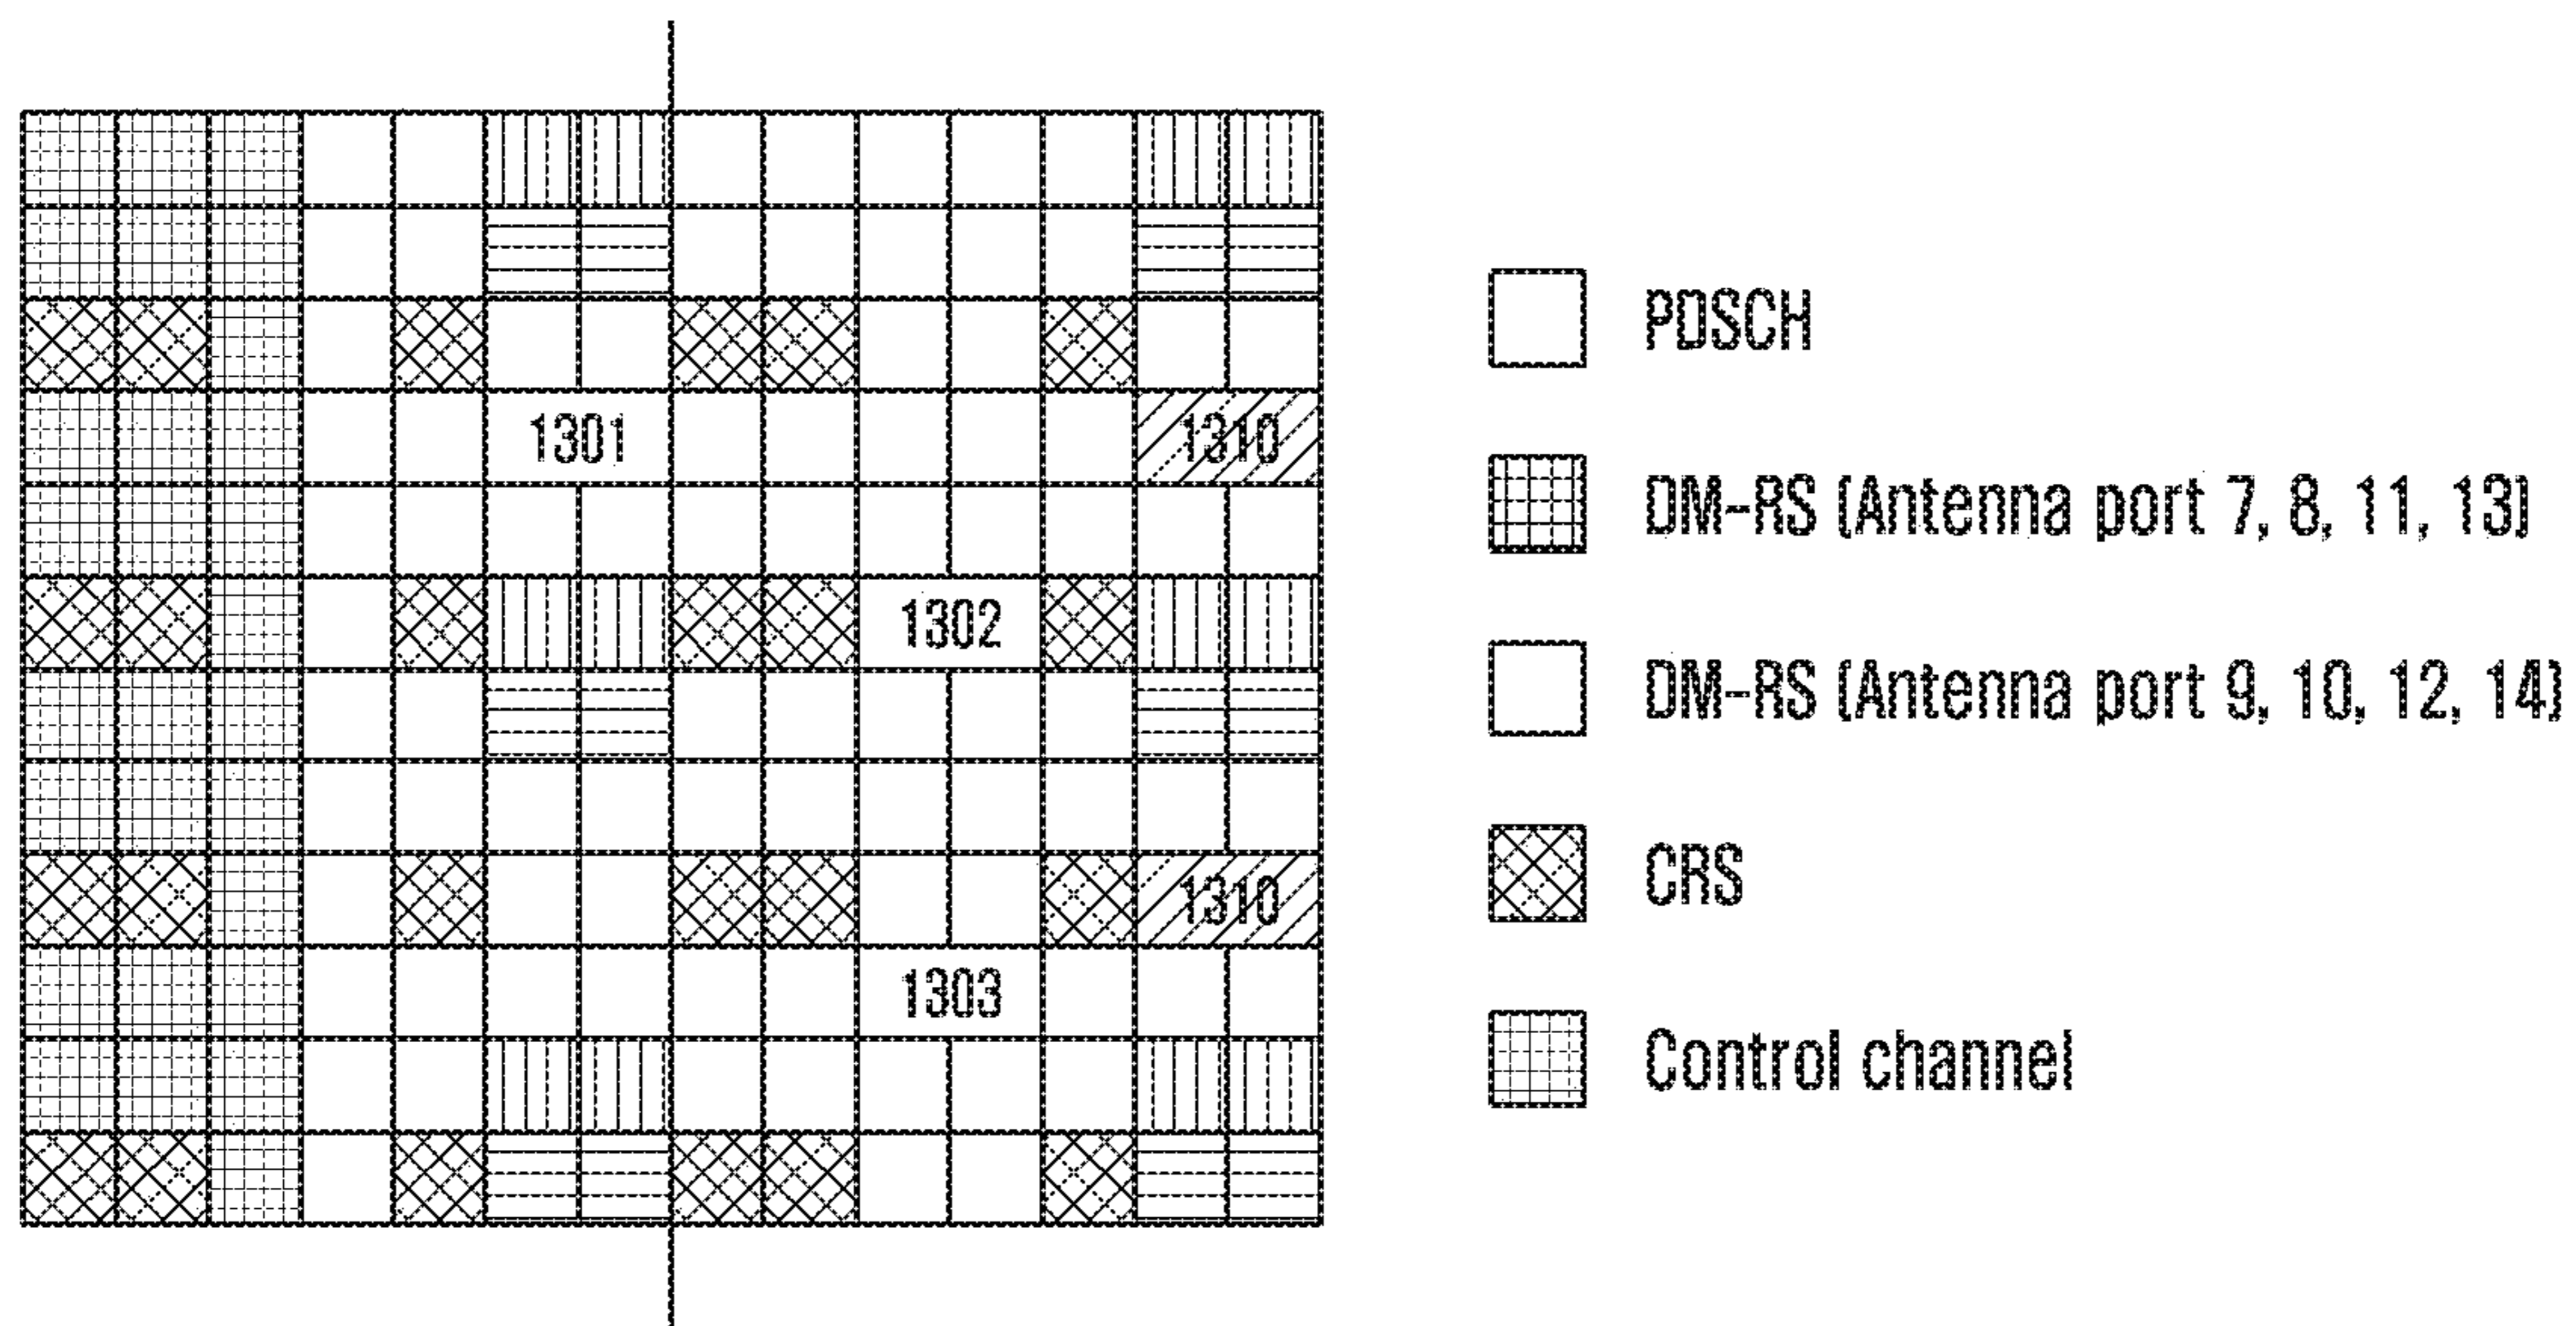 1301
1310
1302
1310
1303
PDSCH
DM-RS (Antenna port 7, 8, 11, 13)
DM-RS (Antenna port 9, 10, 12, 14)
CRS
Control channel